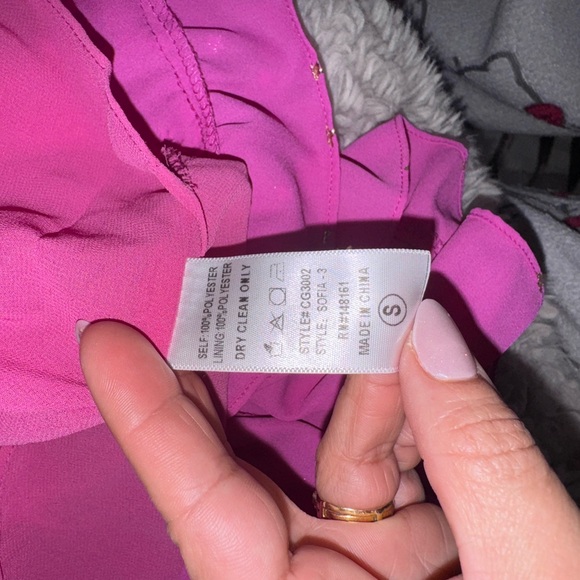 SELF:100%POLYESTER
LINING:100%POLYESTER
DRY CLEAN ONLY
STYLE# CG3002
STYLE: SOFIA - 3
RN#148161
MADE IN CHINA
S